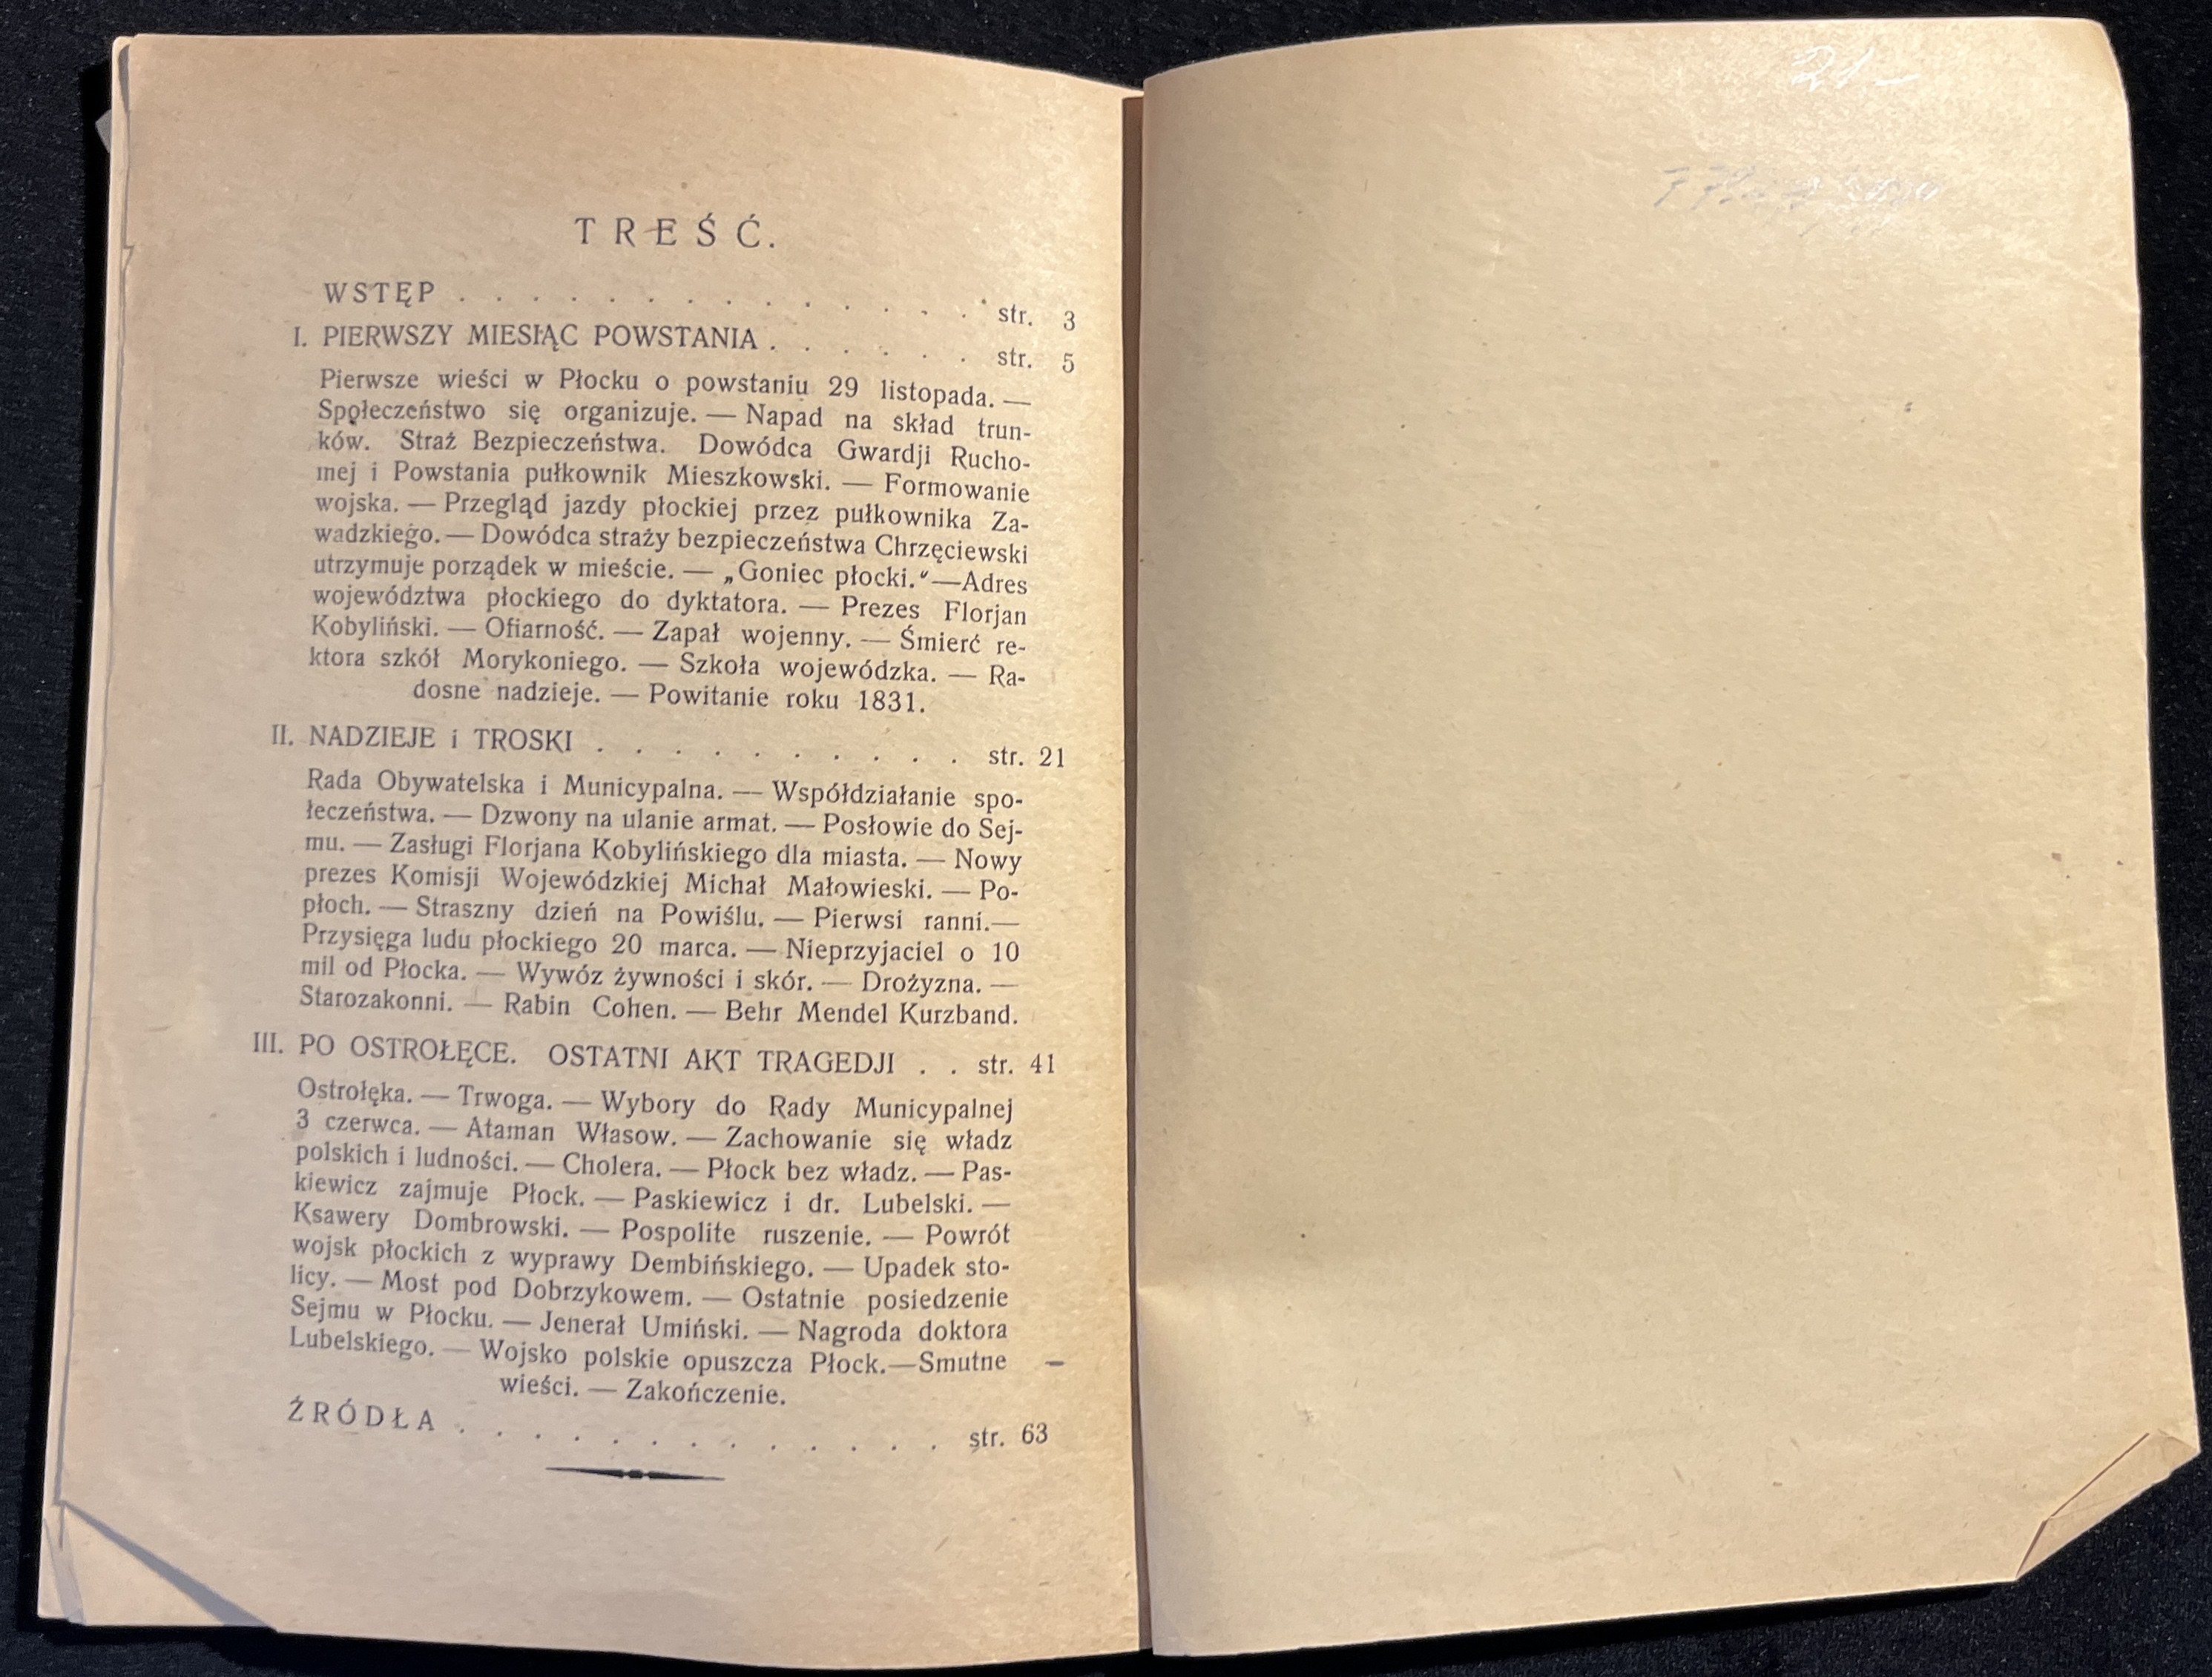 TREŚĆ.
WSTĘP . . . . . . . . . . . . . . str. 3
I. PIERWSZY MIESIĄC POWSTANIA . . . . . . str. 5
Pierwsze wieści w Płocku o powstaniu 29 listopada. —
Społeczeństwo się organizuje. — Napad na skład trun-
ków. Straż Bezpieczeństwa. Dowódca Gwardji Rucho-
mej i Powstania pułkownik Mieszkowski. — Formowanie
wojska. — Przegląd jazdy płockiej przez pułkownika Za-
wadzkiego. — Dowódca straży bezpieczeństwa Chrzęciewski
utrzymuje porządek w mieście. — „Goniec płocki.“ —Adres
województwa płockiego do dyktatora. — Prezes Florjan
Kobyliński. — Ofiarność. — Zapał wojenny. — Śmierć re-
ktora szkół Morykoniego. — Szkoła wojewódzka. — Ra-
dosne nadzieje. — Powitanie roku 1831.
II. NADZIEJE i TROSKI . . . . . . . . . . str. 21
Rada Obywatelska i Municypalna. — Współdziałanie spo-
łeczeństwa. — Dzwony na ulanie armat. — Posłowie do Sej-
mu. — Zasługi Florjana Kobylińskiego dla miasta. — Nowy
prezes Komisji Wojewódzkiej Michał Małowieski. — Po-
płoch. — Straszny dzień na Powiślu. — Pierwsi ranni.—
Przysięga ludu płockiego 20 marca. — Nieprzyjaciel o 10
mil od Płocka. — Wywóz żywności i skór. — Drożyzna. —
Starozakonni. — Rabin Cohen. — Behr Mendel Kurzband.
III. PO OSTROŁĘCE. OSTATNI AKT TRAGEDJI . . str. 41
Ostrołęka. — Trwoga. — Wybory do Rady Municypalnej
3 czerwca. — Ataman Własow. — Zachowanie się władz
polskich i ludności. — Cholera. — Płock bez władz. — Pas-
kiewicz zajmuje Płock. — Paskiewicz i dr. Lubelski. —
Ksawery Dombrowski. — Pospolite ruszenie. — Powrót
wojsk płockich z wyprawy Dembińskiego. — Upadek sto-
licy. — Most pod Dobrzykowem. — Ostatnie posiedzenie
Sejmu w Płocku. — Jenerał Umiński. — Nagroda doktora
Lubelskiego. — Wojsko polskie opuszcza Płock.—Smutne
wieści. — Zakończenie.
ŹRÓDŁA . . . . . . . . . . . . . str. 63
21 —